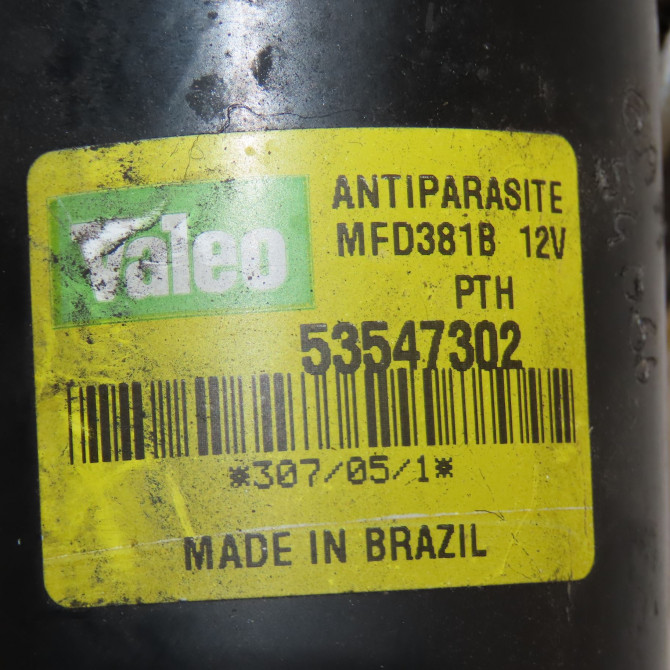 Valeo
ANTIPARASITE
MFD381B 12V
PTH
53547302
*307/05/1*
MADE IN BRAZIL